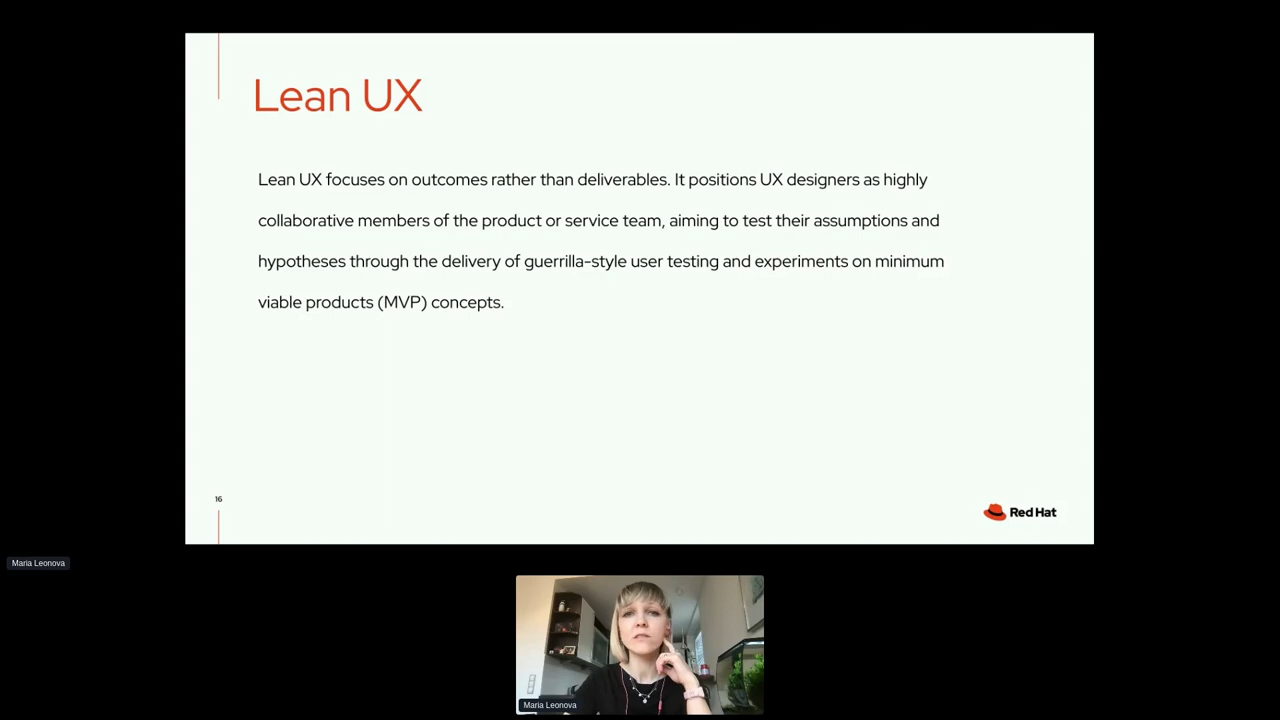 Lean UX
Lean UX focuses on outcomes rather than deliverables. It positions UX designers as highly
collaborative members of the product or service team, aiming to test their assumptions and
hypotheses through the delivery of guerrilla-style user testing and experiments on minimum
viable products (MVP) concepts.
16
Red Hat
Maria Leonova
Maria Leonova